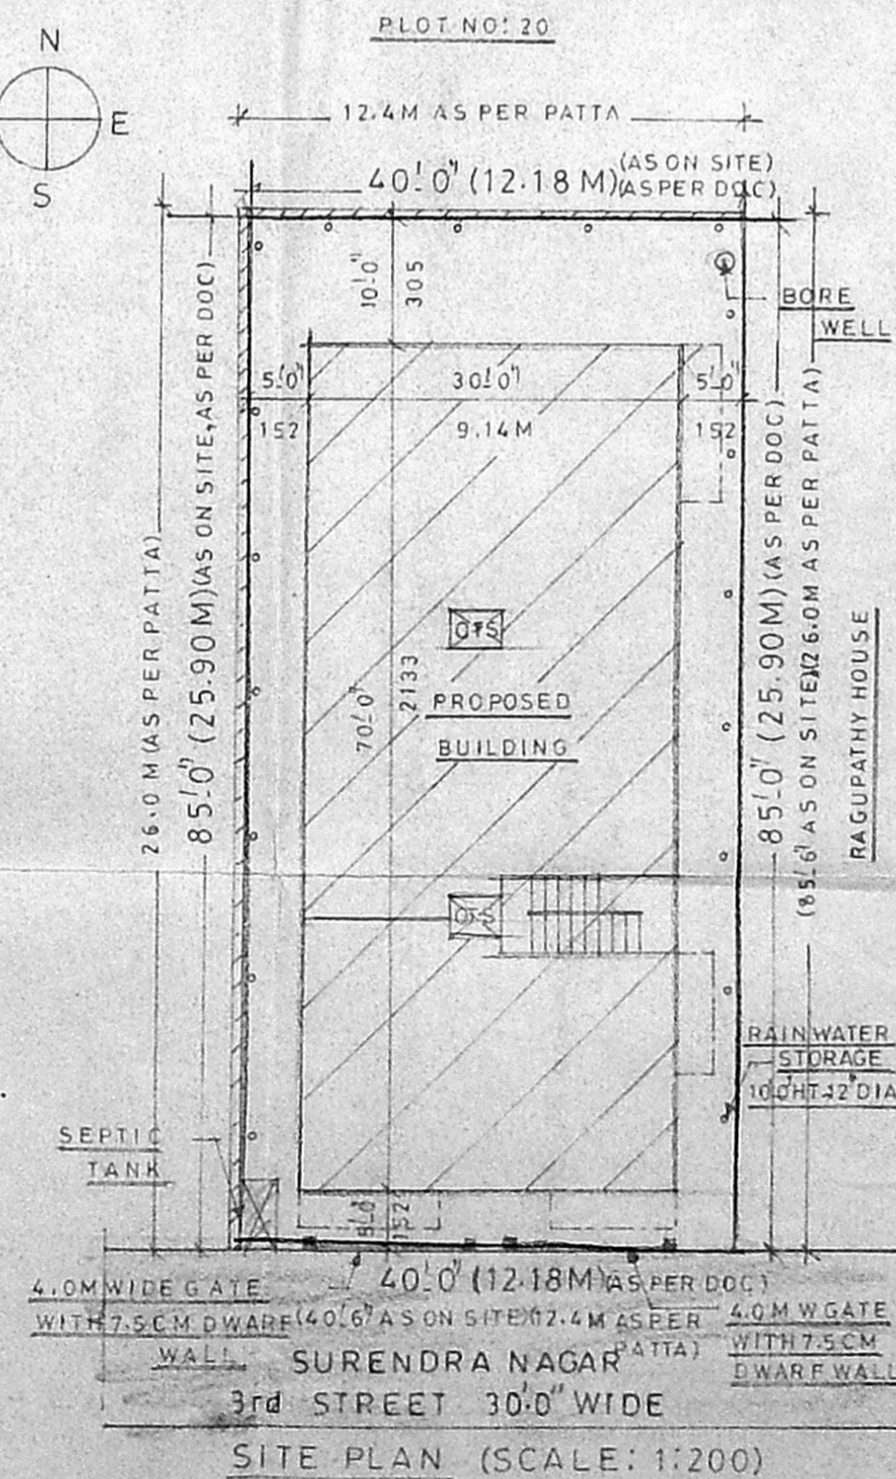 PLOT NO: 20
N
E
S
12.4M AS PER PATTA
40'-0" (12.18 M) (AS ON SITE)
(AS PER DOC)
10'-0"
305
BORE
WELL
5'-0"
30'-0"
5'-0"
152
9.14M
152
26.0 M (AS PER PATTA)
85'-0" (25.90 M) (AS ON SITE, AS PER DOC)
85'-0" (25.90 M) (AS PER DOC)
(85'-6" AS ON SITE)(26.0M AS PER PATTA)
RAGUPATHY HOUSE
OTS
70'-0"
2133
PROPOSED
BUILDING
OTS
RAIN WATER
STORAGE
SEPTIC
TANK
5'-0"
152
40'-0" (12.18M) (AS PER DOC)
4.0M WIDE GATE
WITH 7.5CM DWARF
WALL
(40'-6" AS ON SITE)(12.4M AS PER
PATTA)
4.0 M W GATE
WITH 7.5CM
DWARF WALL
SURENDRA NAGAR
3rd STREET 30'-0" WIDE
SITE PLAN (SCALE: 1:200)